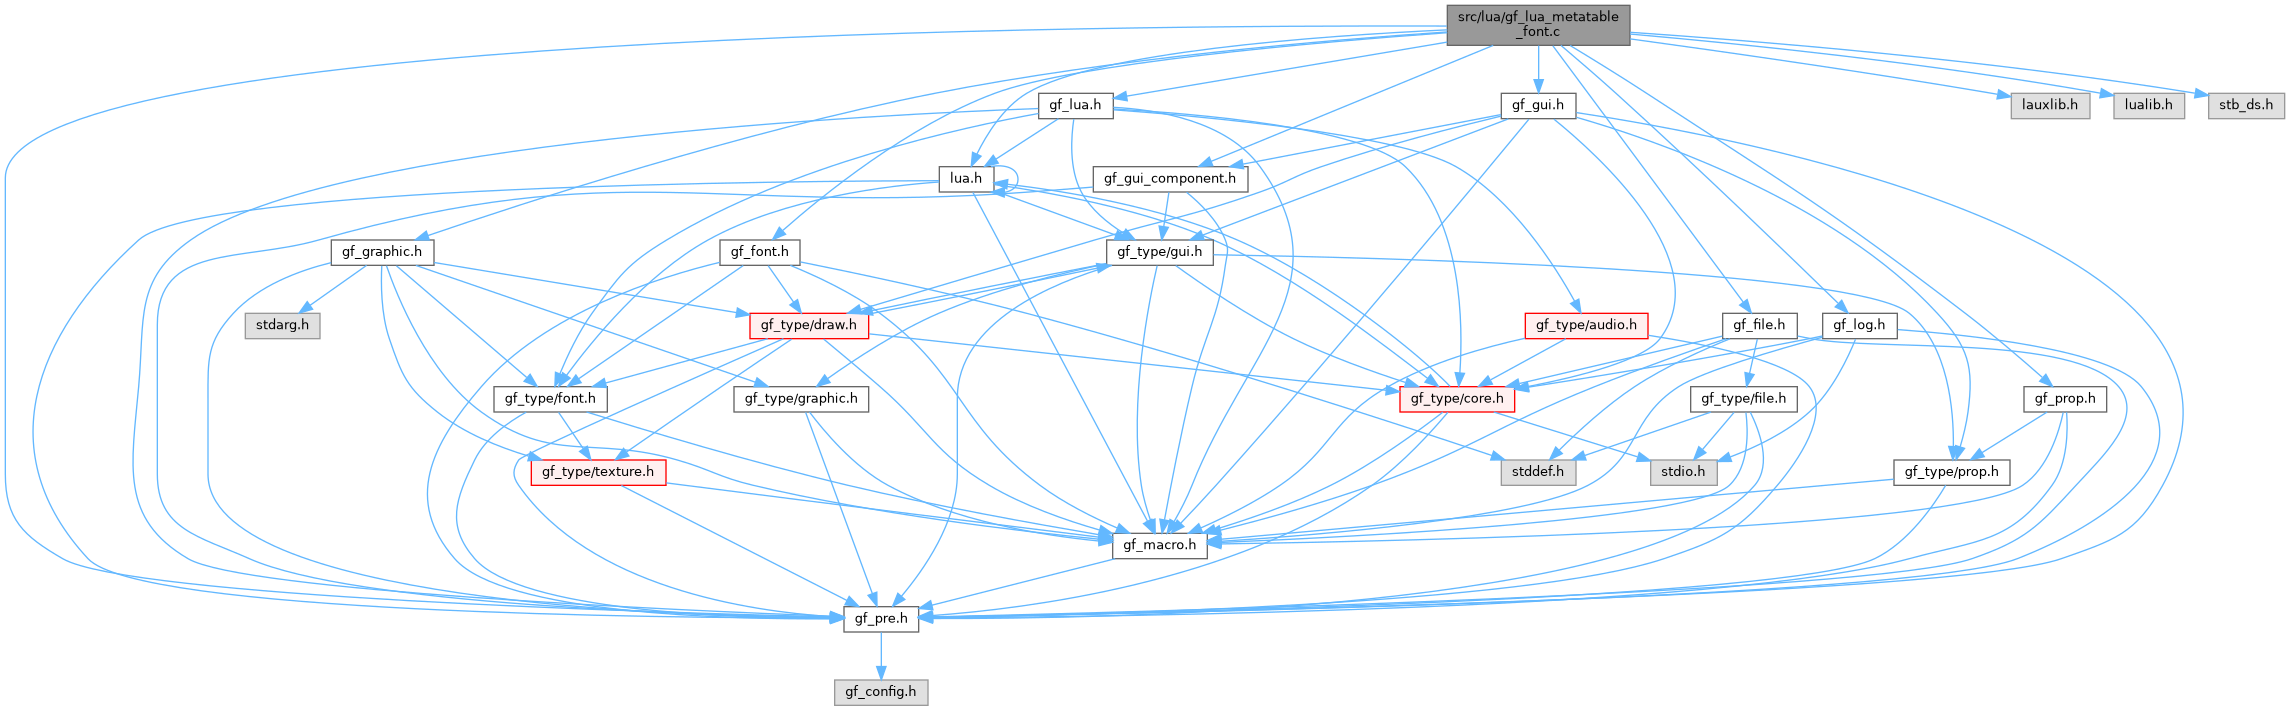 src/lua/gf_lua_metatable
_font.c
gf_lua.h
gf_gui.h
lauxlib.h
lualib.h
stb_ds.h
lua.h
gf_gui_component.h
gf_graphic.h
gf_font.h
gf_type/gui.h
stdarg.h
gf_type/draw.h
gf_type/audio.h
gf_file.h
gf_log.h
gf_type/font.h
gf_type/graphic.h
gf_type/core.h
gf_type/file.h
gf_prop.h
gf_type/texture.h
stddef.h
stdio.h
gf_type/prop.h
gf_macro.h
gf_pre.h
gf_config.h